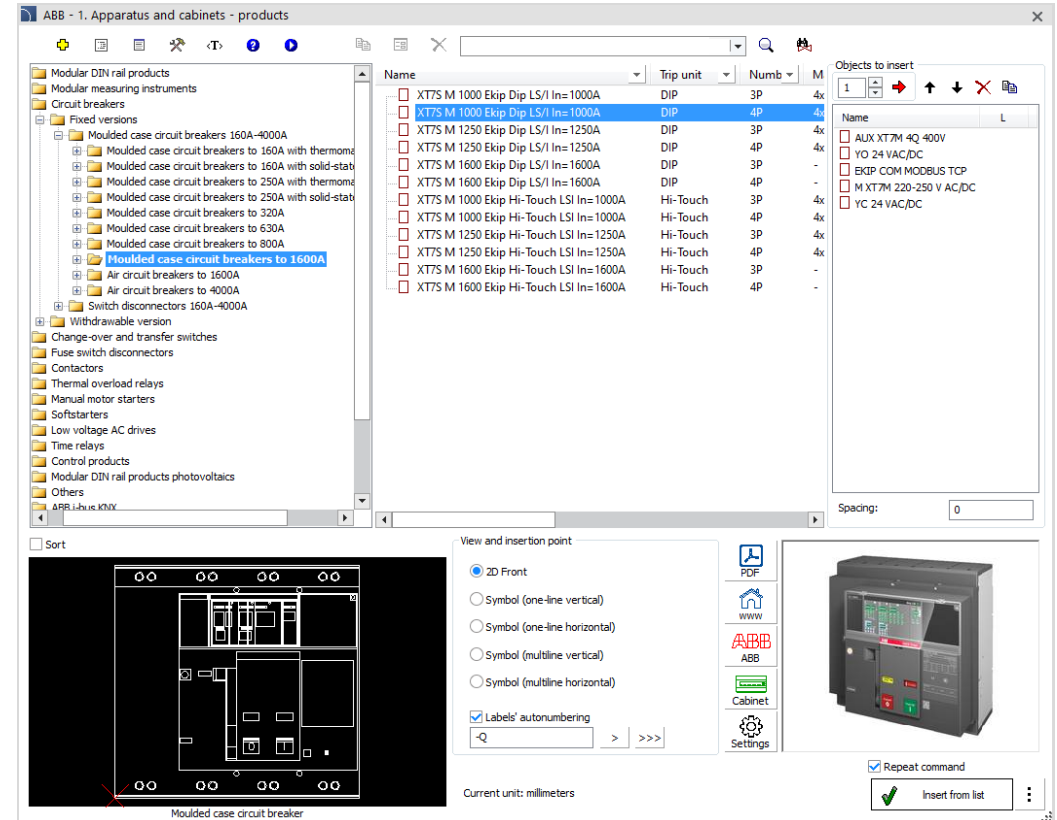 ABB - 1. Apparatus and cabinets - products
<T>
Modular DIN rail products
Modular measuring instruments
Circuit breakers
Fixed versions
Moulded case circuit breakers 160A-4000A
Moulded case circuit breakers to 160A with thermoma
Moulded case circuit breakers to 160A with solid-stat
Moulded case circuit breakers to 250A with thermoma
Moulded case circuit breakers to 250A with solid-stat
Moulded case circuit breakers to 320A
Moulded case circuit breakers to 630A
Moulded case circuit breakers to 800A
Moulded case circuit breakers to 1600A
Air circuit breakers to 1600A
Air circuit breakers to 4000A
Switch disconnectors 160A-4000A
Withdrawable version
Change-over and transfer switches
Fuse switch disconnectors
Contactors
Thermal overload relays
Manual motor starters
Softstarters
Low voltage AC drives
Time relays
Control products
Modular DIN rail products photovoltaics
Others
ABB i-bus KNX
Name Trip unit Numb M
XT7S M 1000 Ekip Dip LS/I In=1000A DIP 3P 4x
XT7S M 1000 Ekip Dip LS/I In=1000A DIP 4P 4x
XT7S M 1250 Ekip Dip LS/I In=1250A DIP 3P 4x
XT7S M 1250 Ekip Dip LS/I In=1250A DIP 4P 4x
XT7S M 1600 Ekip Dip LS/I In=1600A DIP 3P -
XT7S M 1600 Ekip Dip LS/I In=1600A DIP 4P -
XT7S M 1000 Ekip Hi-Touch LSI In=1000A Hi-Touch 3P 4x
XT7S M 1000 Ekip Hi-Touch LSI In=1000A Hi-Touch 4P 4x
XT7S M 1250 Ekip Hi-Touch LSI In=1250A Hi-Touch 3P 4x
XT7S M 1250 Ekip Hi-Touch LSI In=1250A Hi-Touch 4P 4x
XT7S M 1600 Ekip Hi-Touch LSI In=1600A Hi-Touch 3P -
XT7S M 1600 Ekip Hi-Touch LSI In=1600A Hi-Touch 4P -
Objects to insert
1
Name L
AUX XT7M 4Q 400V
YO 24 VAC/DC
EKIP COM MODBUS TCP
M XT7M 220-250 V AC/DC
YC 24 VAC/DC
Spacing: 0
Sort
0 I
Moulded case circuit breaker
View and insertion point
2D Front
Symbol (one-line vertical)
Symbol (one-line horizontal)
Symbol (multiline vertical)
Symbol (multiline horizontal)
Labels' autonumbering
-Q > >>>
Current unit: millimeters
PDF
WWW
ABB
ABB
Cabinet
Settings
Repeat command
Insert from list